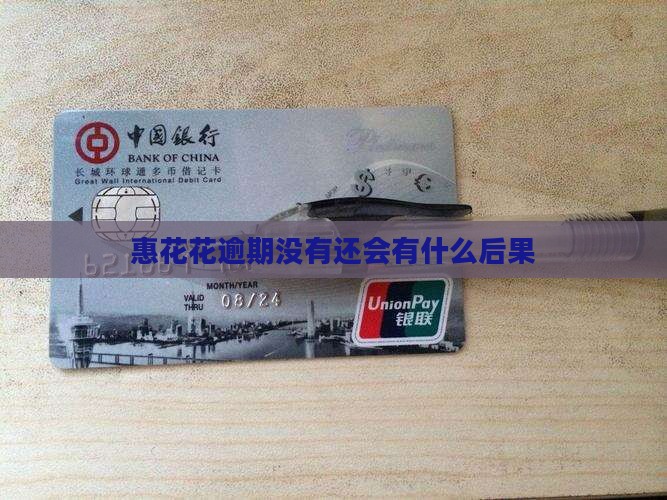 中国银行
BANK OF CHINA
长城环球通多币借记卡
Great Wall International Debit Card
惠花花逾期没有还会有什么后果
MONTH/YEAR
VALID THRU 08/24
UnionPay
银联